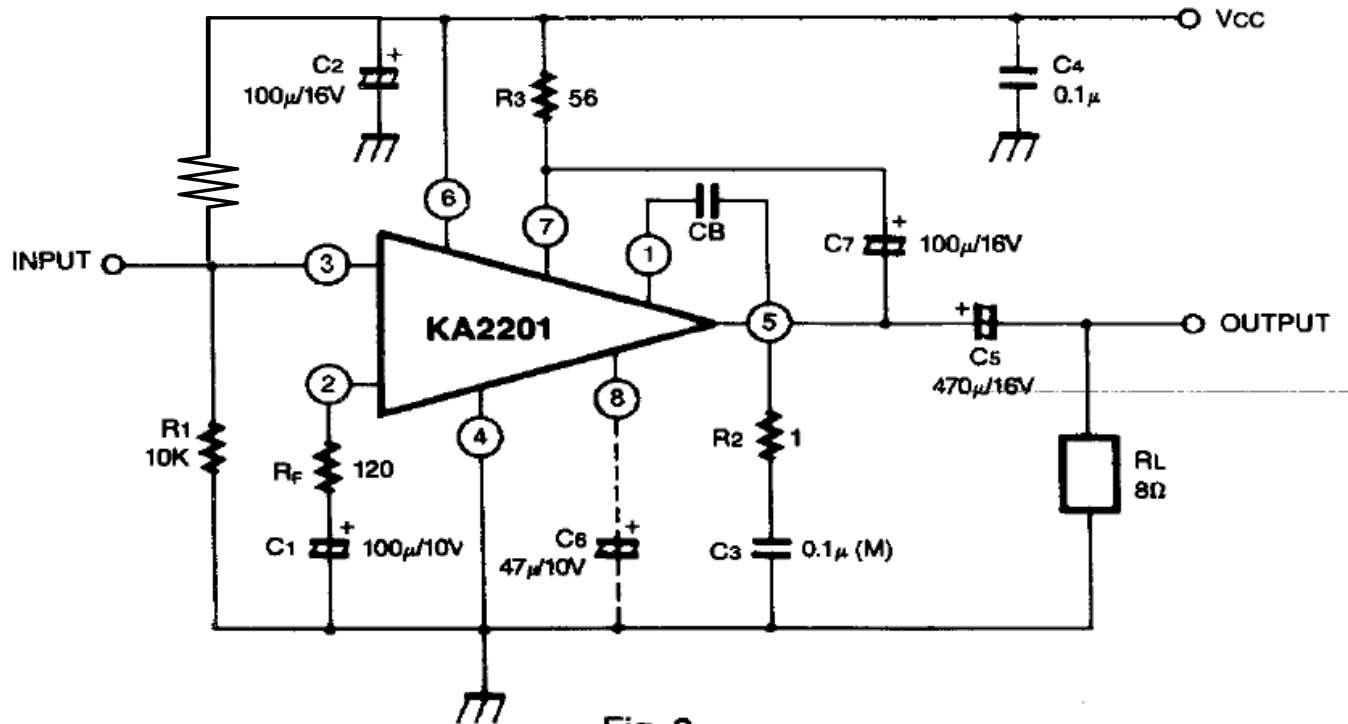 VCC
C2
100μ/16V
R3
56
C4
0.1μ
6
7
1
CB
C7
100μ/16V
INPUT
3
KA2201
5
OUTPUT
C5
470μ/16V
2
4
8
R1
10K
RF
120
R2
1
RL
8Ω
C1
100μ/10V
C6
47μ/10V
C3
0.1μ (M)